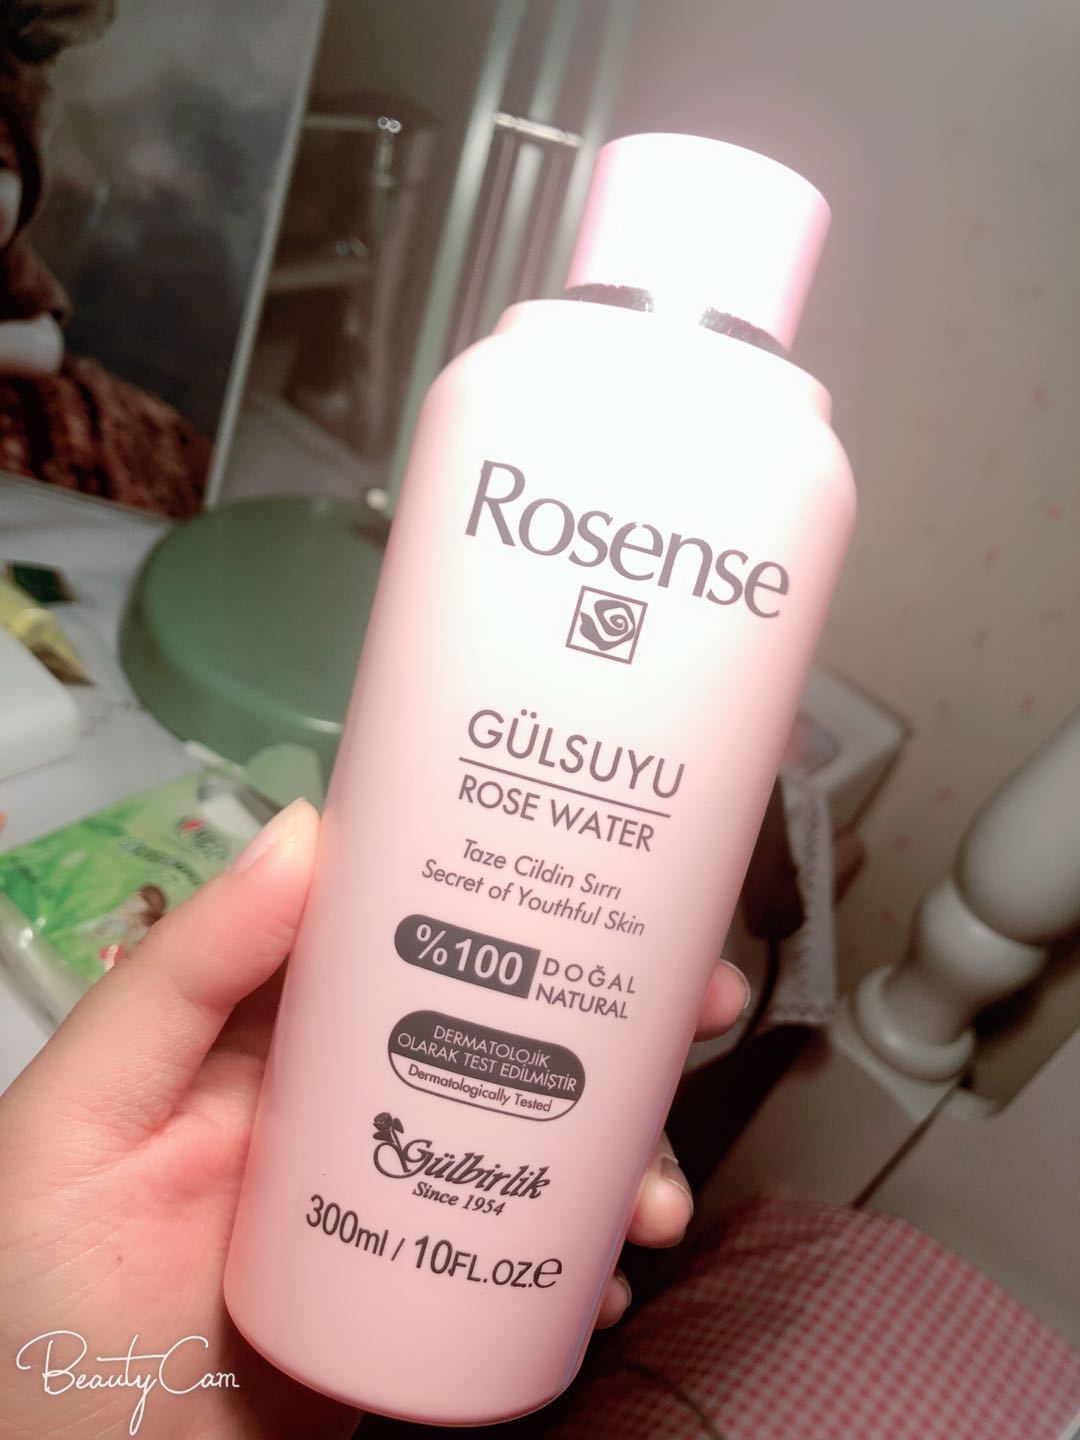 Rosense
GÜLSUYU
ROSE WATER
Taze Cildin Sırrı
Secret of Youthful Skin
%100 DOĞAL
NATURAL
DERMATOLOJİK
OLARAK TEST EDİLMİŞTİR
Dermatologically Tested
Gülbirlik
Since 1954
300ml / 10FL.OZ.e
BeautyCam